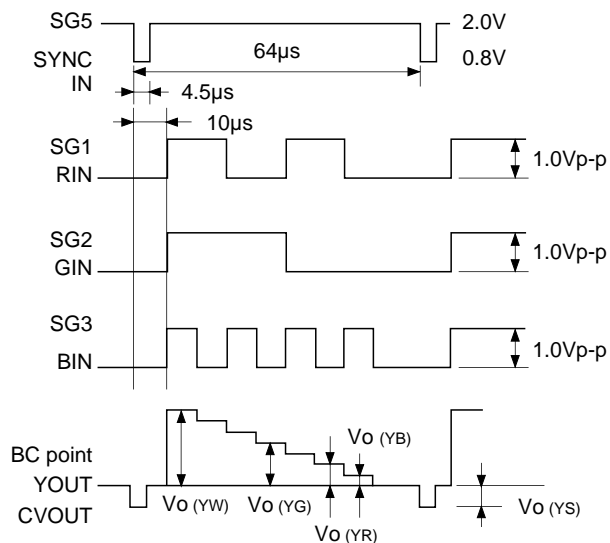 SG5
2.0V
SYNC
IN
64µs
0.8V
4.5µs
10µs
SG1
RIN
1.0Vp-p
SG2
GIN
1.0Vp-p
SG3
BIN
1.0Vp-p
BC point
YOUT
CVOUT
Vo (YB)
Vo (YW)
Vo (YG)
Vo (YR)
Vo (YS)